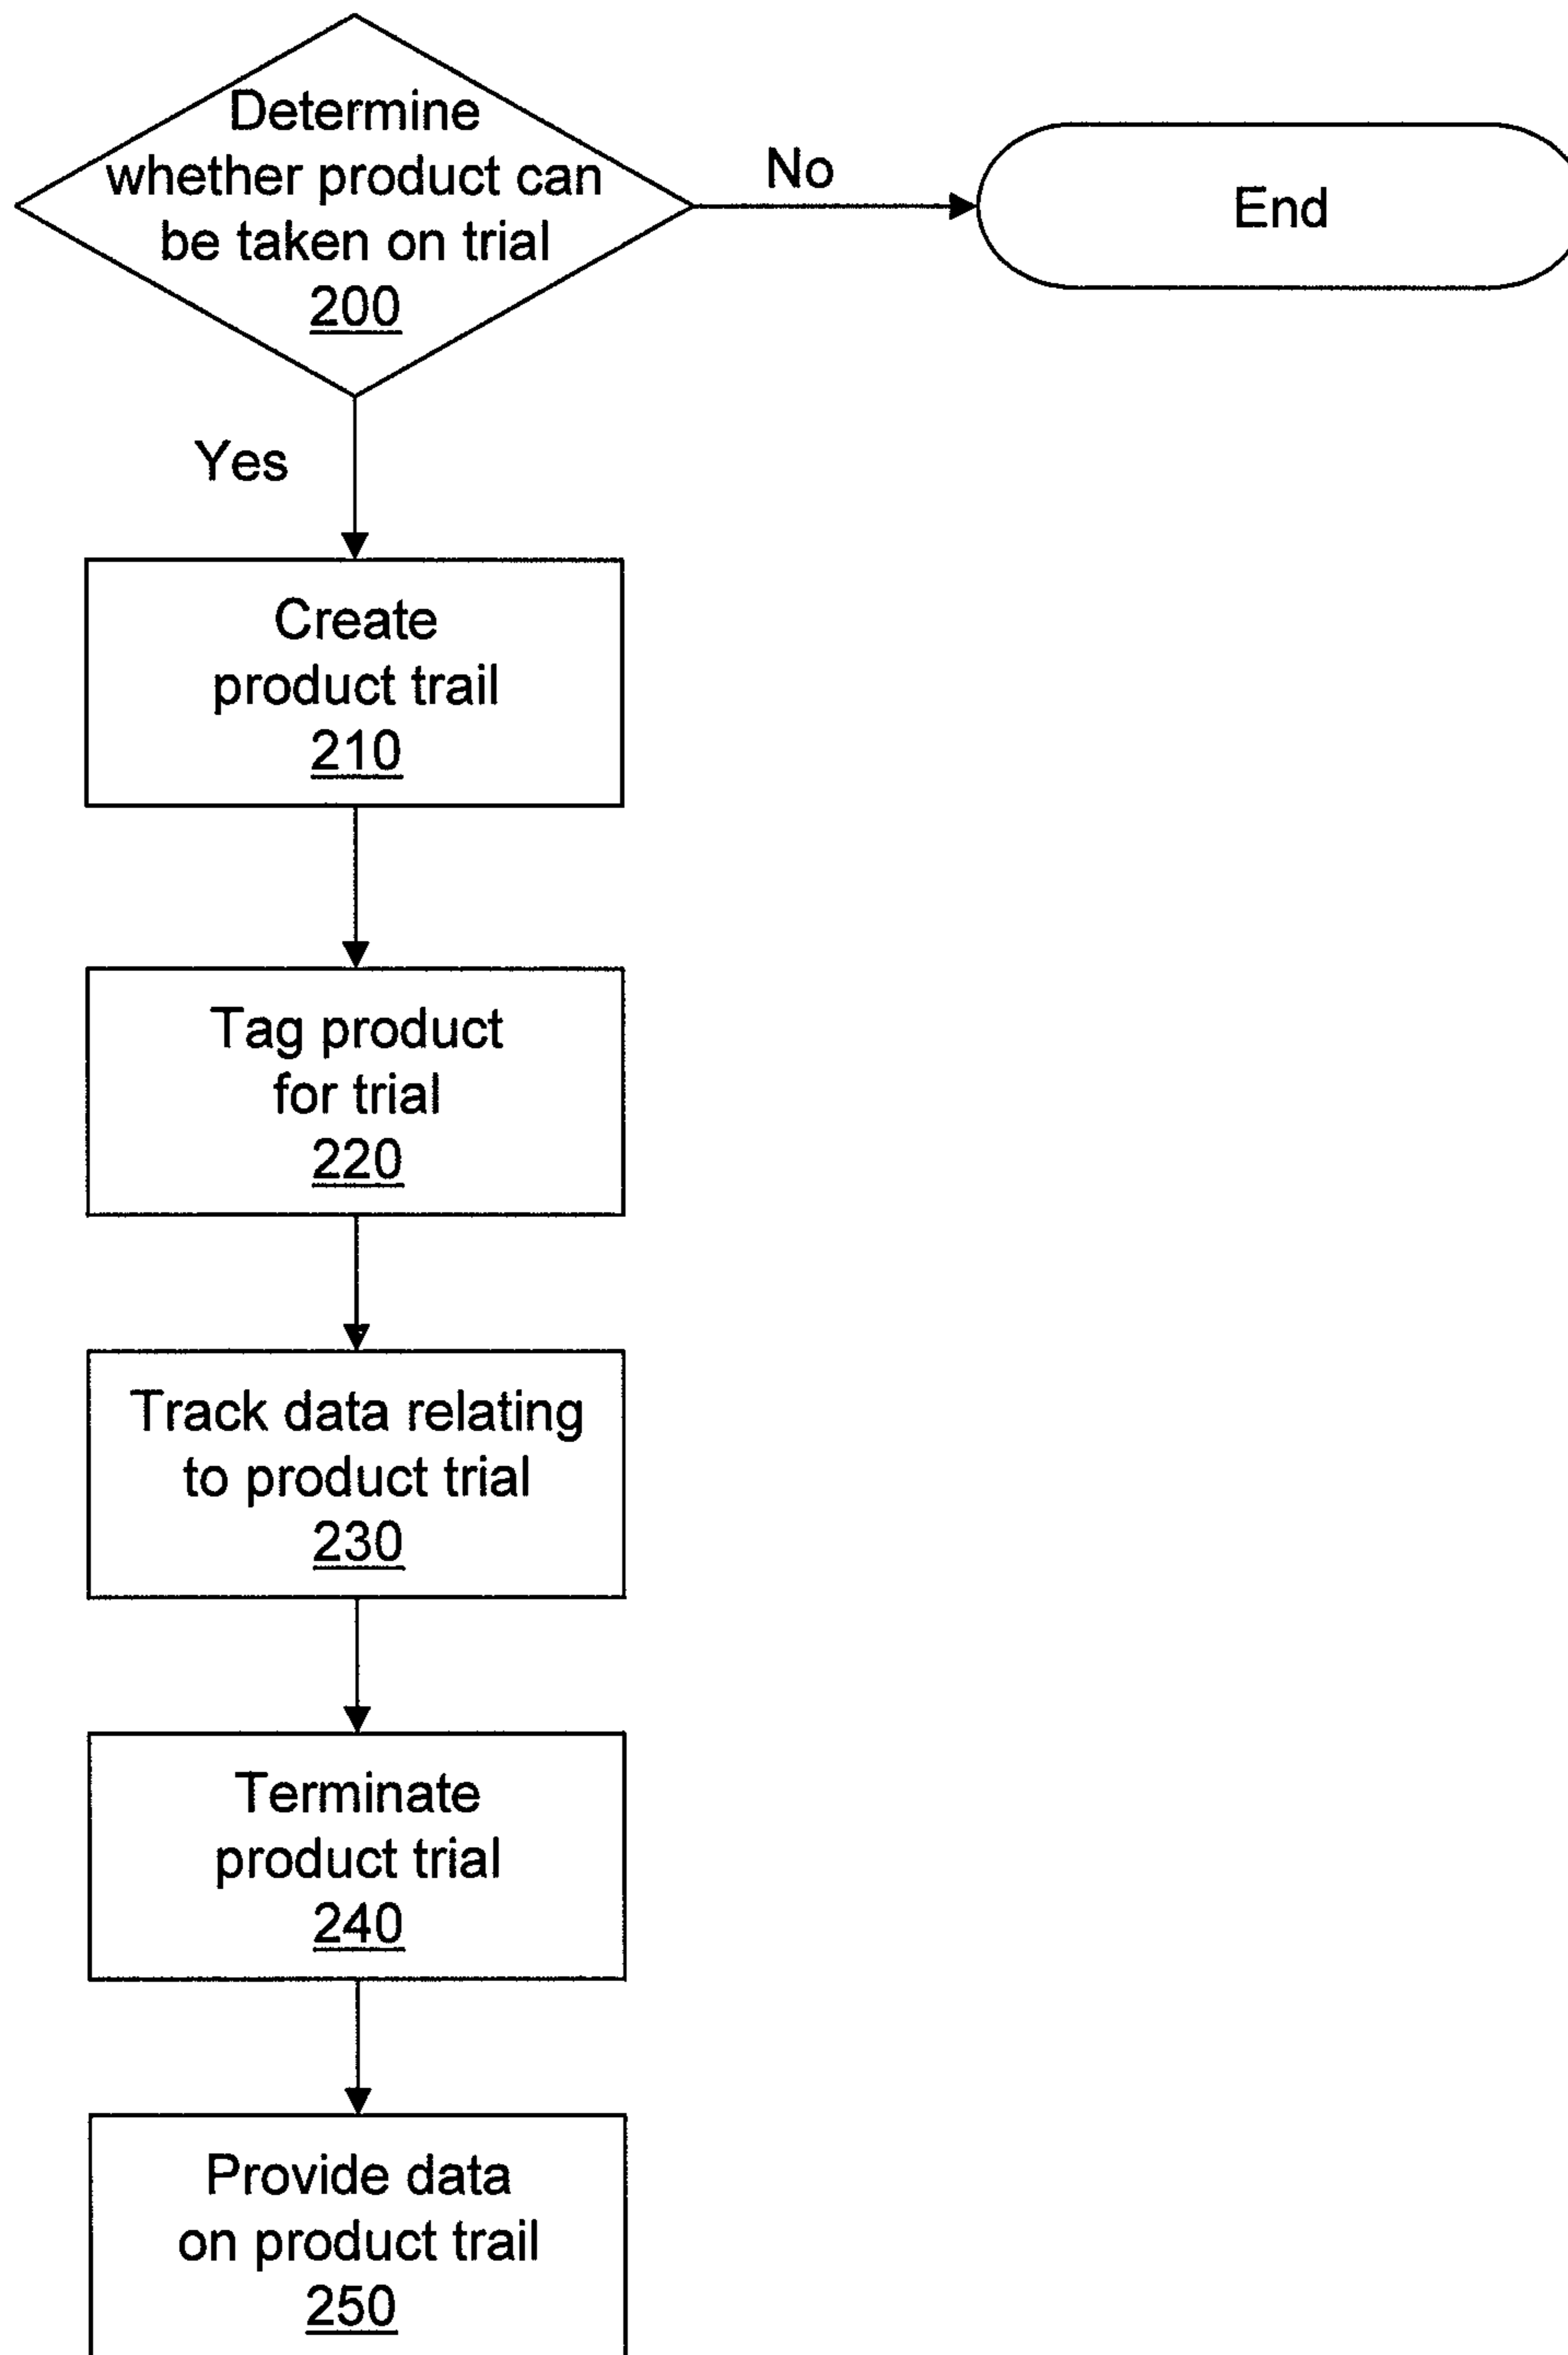 Determine
whether product can
be taken on trial
200
No
End
Yes
Create
product trail
210
Tag product
for trial
220
Track data relating
to product trial
230
Terminate
product trial
240
Provide data
on product trail
250